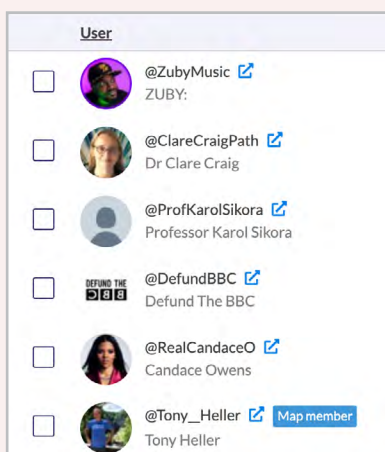 User
@ZubyMusic
ZUBY:
@ClareCraigPath
Dr Clare Craig
@ProfKarolSikora
Professor Karol Sikora
DEFUND THE
BBC
@DefundBBC
Defund The BBC
@RealCandaceO
Candace Owens
@Tony__Heller Map member
Tony Heller